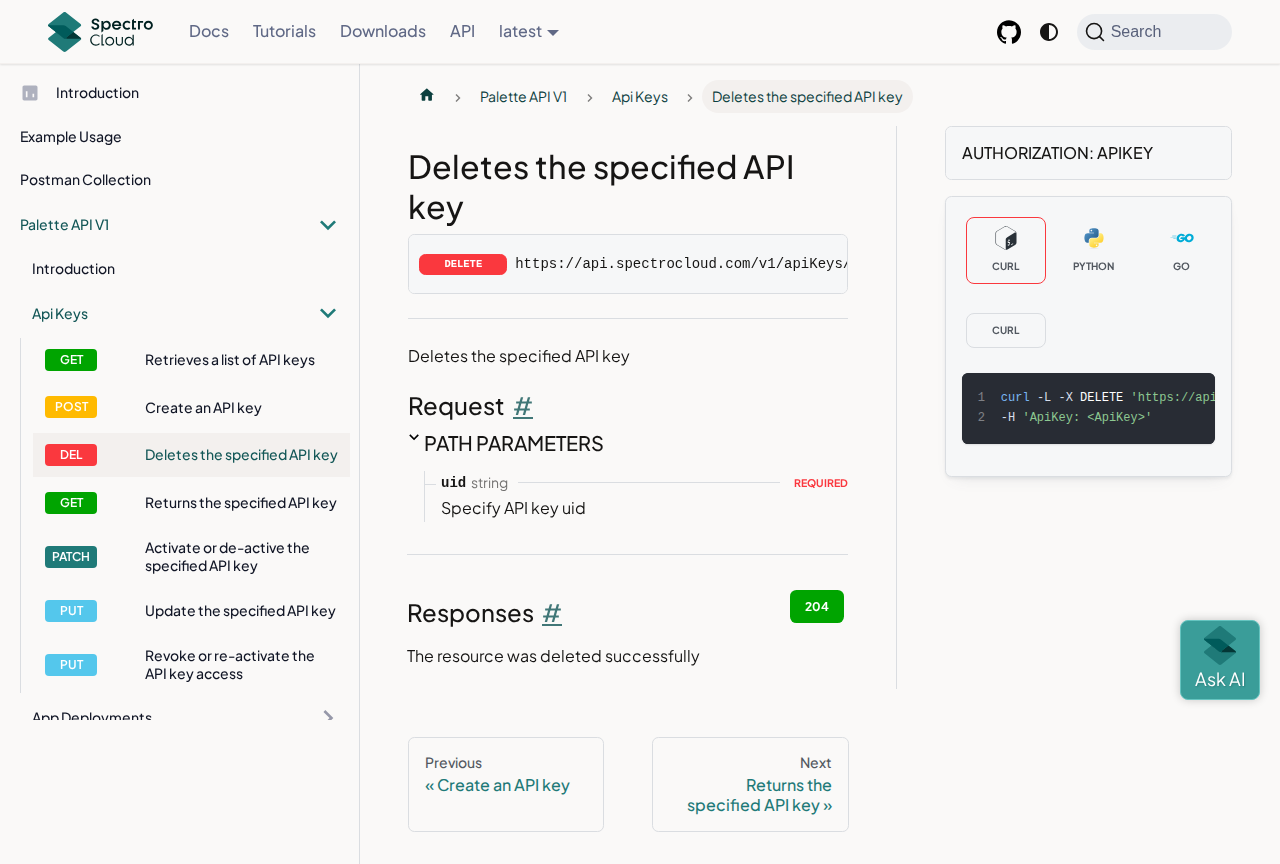 Spectro
Cloud
Docs
Tutorials
Downloads
API
latest
Search
Introduction
Example Usage
Postman Collection
Palette API V1
Introduction
Api Keys
GET Retrieves a list of API keys
POST Create an API key
DEL Deletes the specified API key
GET Returns the specified API key
PATCH Activate or de-active the
specified API key
PUT Update the specified API key
PUT Revoke or re-activate the
API key access
App Deployments
Palette API V1
Api Keys
Deletes the specified API key
Deletes the specified API
key
DELETE https://api.spectrocloud.com/v1/apiKeys/
Deletes the specified API key
Request #
PATH PARAMETERS
uid string REQUIRED
Specify API key uid
Responses #
204
The resource was deleted successfully
Previous
« Create an API key
Next
Returns the
specified API key »
AUTHORIZATION: APIKEY
CURL
PYTHON
GO
CURL
1 curl -L -X DELETE 'https://api
2 -H 'ApiKey: <ApiKey>'
Ask AI